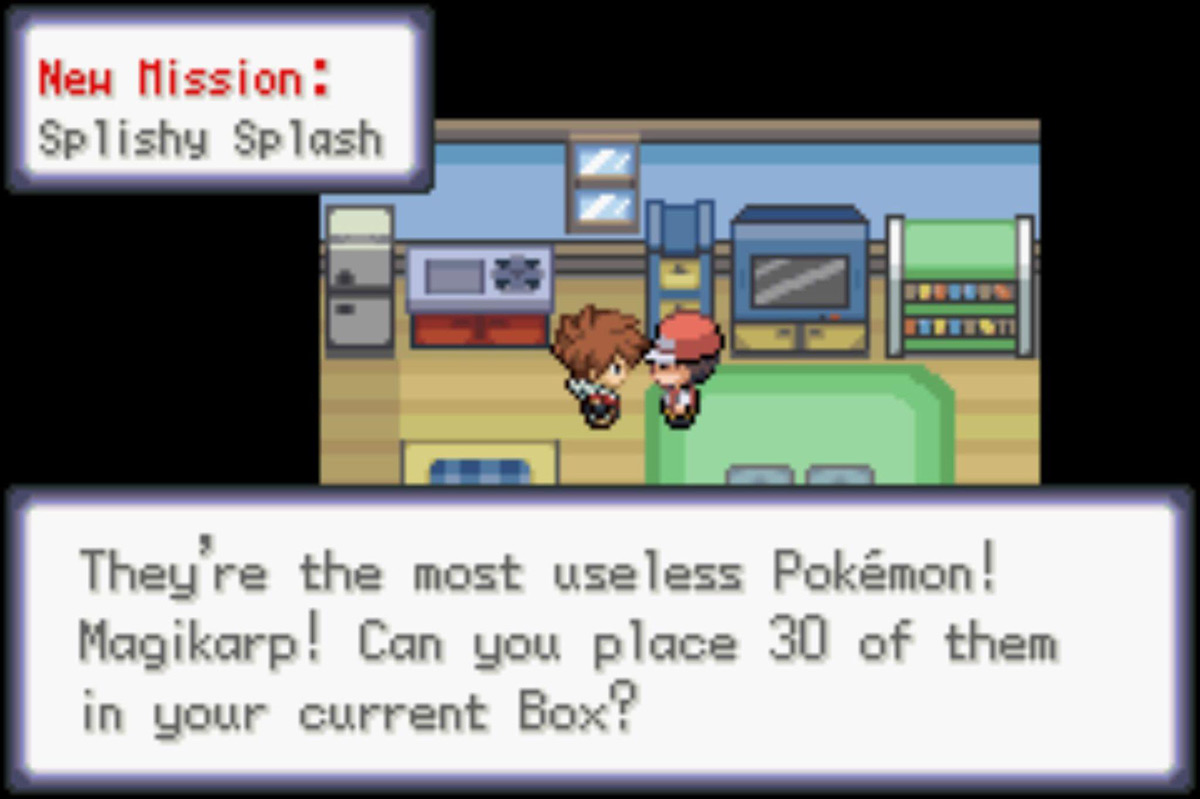 New Mission:
Splishy Splash
They're the most useless Pokémon!
Magikarp! Can you place 30 of them
in your current Box?